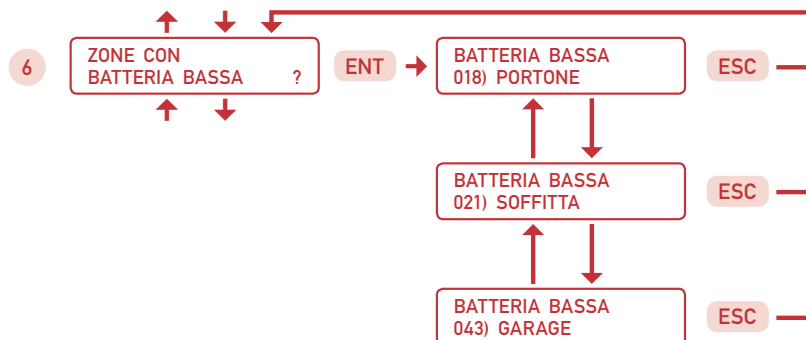 6
ZONE CON
BATTERIA BASSA ?
ENT
BATTERIA BASSA
018) PORTONE
ESC
BATTERIA BASSA
021) SOFFITTA
ESC
BATTERIA BASSA
043) GARAGE
ESC